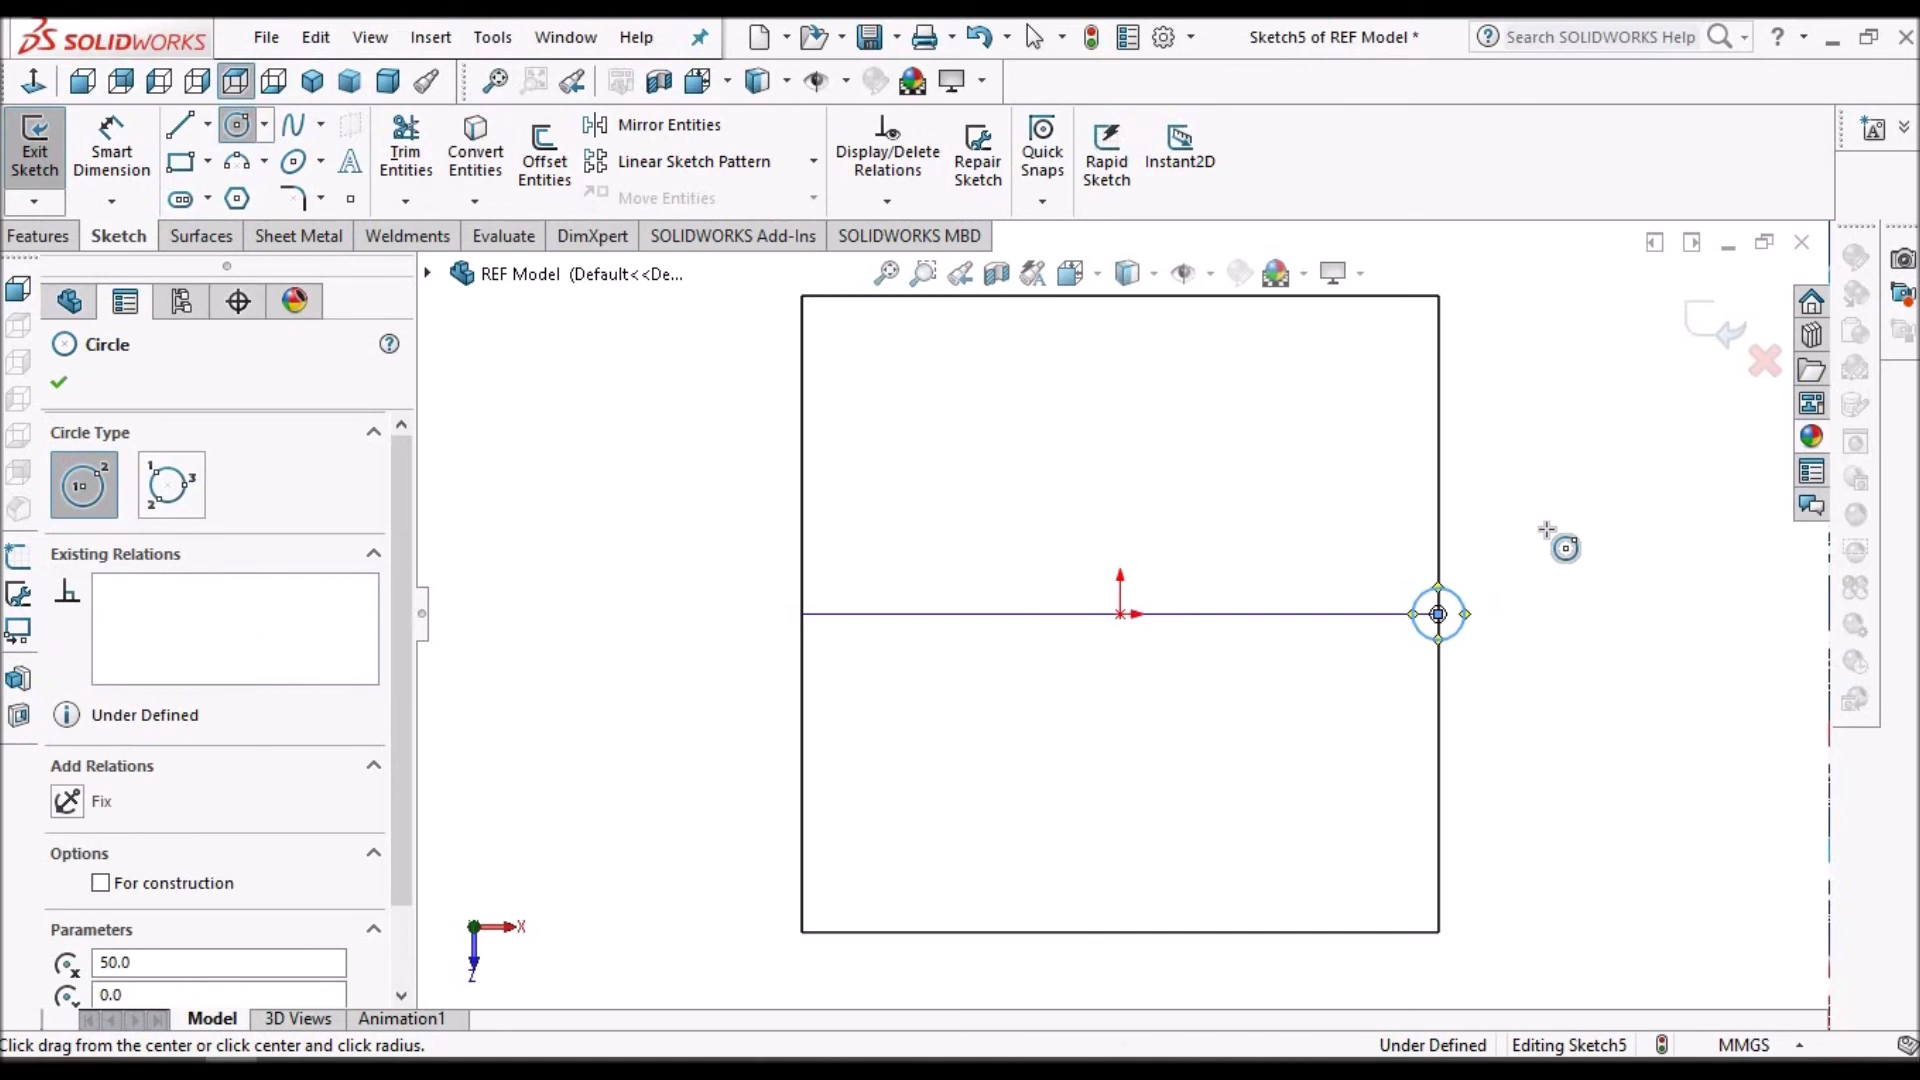 SOLIDWORKS File Edit View Insert Tools Window Help Sketch5 of REF Model * Search SOLIDWORKS Help
Exit Sketch
Smart Dimension
Trim Entities
Convert Entities
Offset Entities
Mirror Entities
Linear Sketch Pattern
Move Entities
Display/Delete Relations
Repair Sketch
Quick Snaps
Rapid Sketch
Instant2D
Features Sketch Surfaces Sheet Metal Weldments Evaluate DimXpert SOLIDWORKS Add-Ins SOLIDWORKS MBD
REF Model (Default<<De...
Circle
Circle Type
Existing Relations
Under Defined
Add Relations
Fix
Options
For construction
Parameters
50.0
0.0
X
Z
Model 3D Views Animation1
Click drag from the center or click center and click radius. Under Defined Editing Sketch5 MMGS